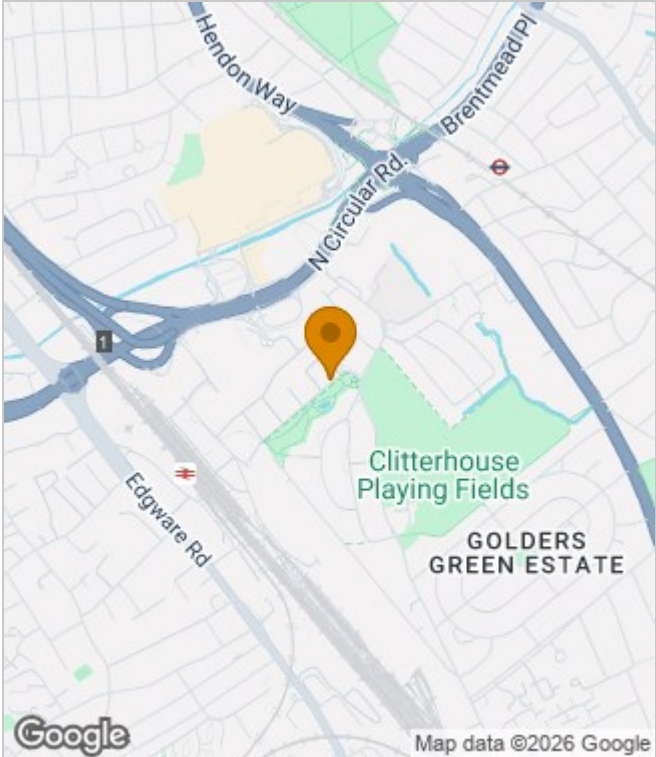 Hendon Way
Brentmead Pl
N Circular Rd.
1
Clitterhouse
Playing Fields
Edgware Rd
GOLDERS
GREEN ESTATE
Google
Map data ©2026 Google